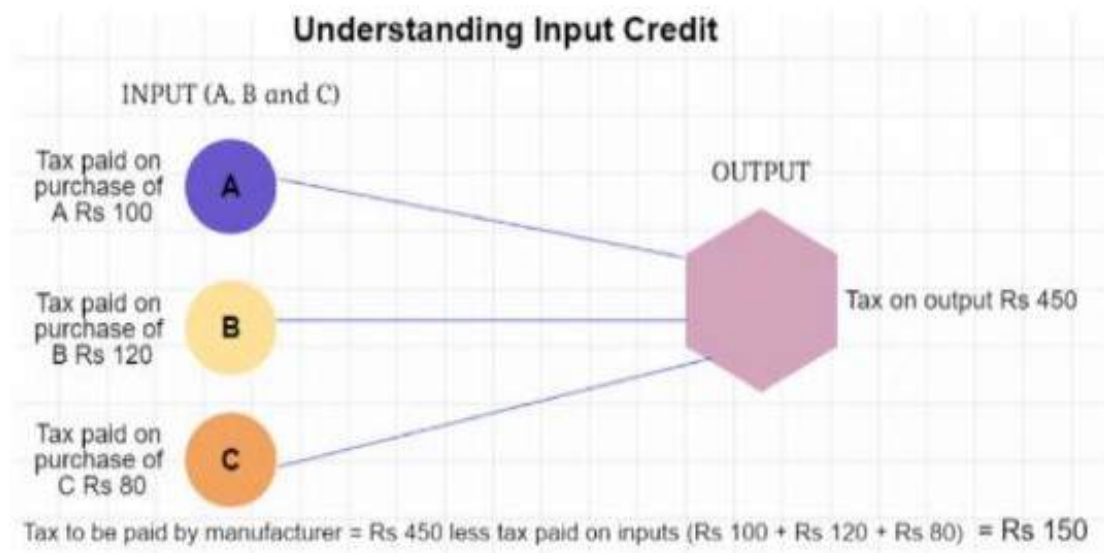 Understanding Input Credit
INPUT (A, B and C)
Tax paid on
purchase of
A Rs 100
A
OUTPUT
Tax paid on
purchase of
B Rs 120
B
Tax on output Rs 450
Tax paid on
purchase of
C Rs 80
C
Tax to be paid by manufacturer = Rs 450 less tax paid on inputs (Rs 100 + Rs 120 + Rs 80) = Rs 150